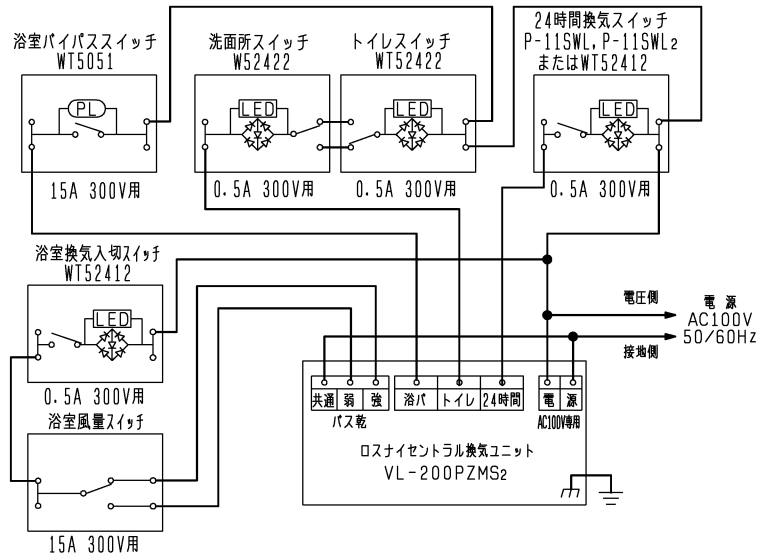 浴室バイパススイッチ
WT5051
PL
15A 300V用
洗面所スイッチ
W52422
LED
0.5A 300V用
トイレスイッチ
WT52422
LED
0.5A 300V用
24時間換気スイッチ
P-11SWL,P-11SWL2
またはWT52412
LED
0.5A 300V用
浴室換気入切スイッチ
WT52412
LED
0.5A 300V用
浴室風量スイッチ
15A 300V用
電圧側
接地側
電 源
AC100V
50/60Hz
共通 弱 強
バス乾
浴バ トイレ 24時間
電 源
AC100V専用
ロスナイセントラル換気ユニット
VL-200PZMS2